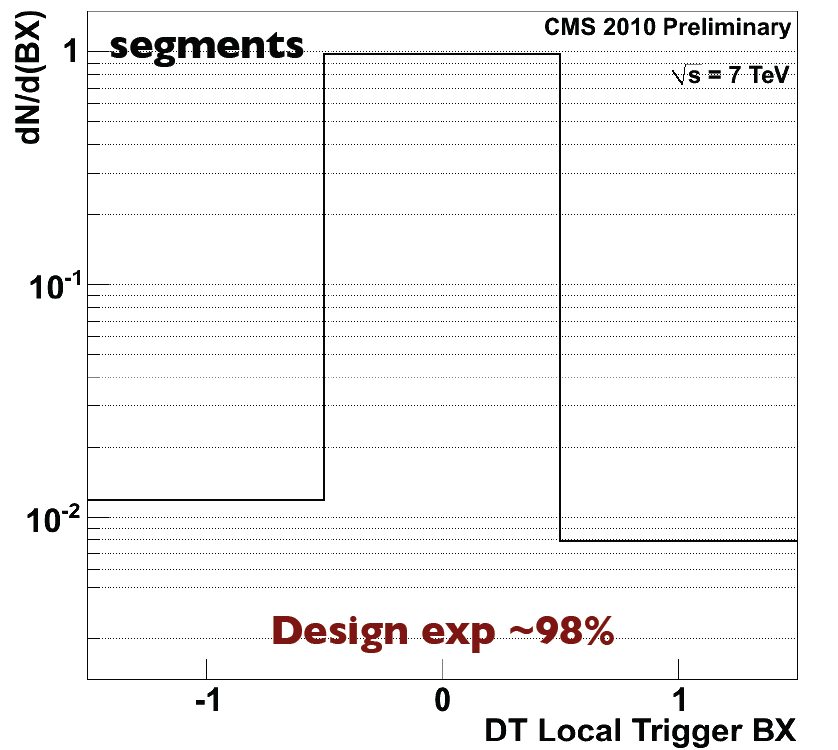 dN/d(BX)
segments
CMS 2010 Preliminary
√s = 7 TeV
1
10-1
10-2
Design exp ~98%
-1 0 1
DT Local Trigger BX